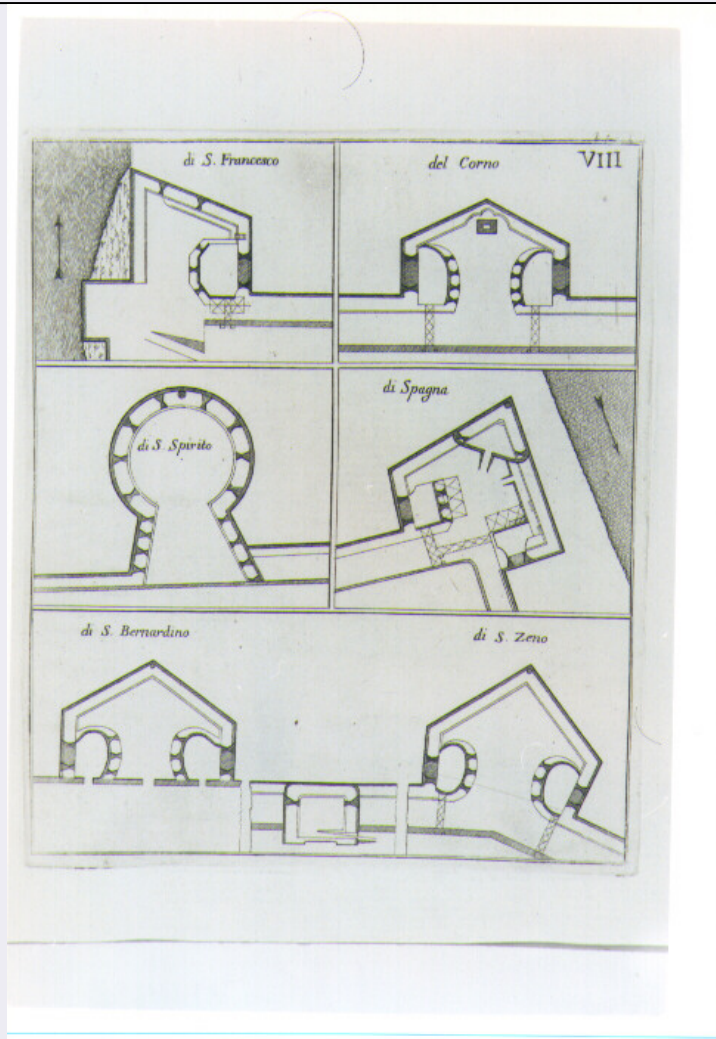 di S. Francesco
del Corno
VIII
di S. Spirito
di Spagna
di S. Bernardino
di S. Zeno